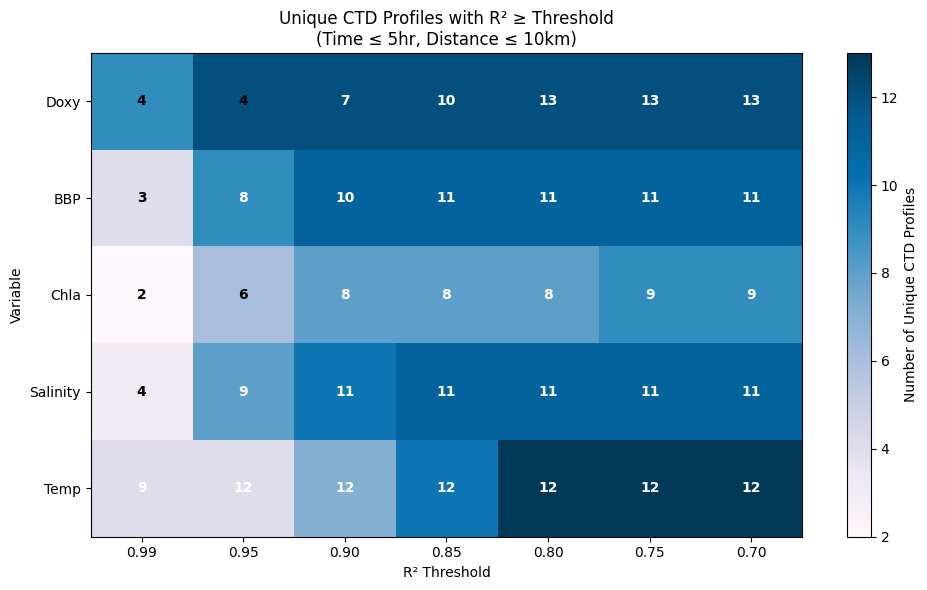 Unique CTD Profiles with R² ≥ Threshold
(Time ≤ 5hr, Distance ≤ 10km)
Variable
Doxy 4 4 7 10 13 13 13
BBP 3 8 10 11 11 11 11
Chla 2 6 8 8 8 9 9
Salinity 4 9 11 11 11 11 11
Temp 9 12 12 12 12 12 12
0.99 0.95 0.90 0.85 0.80 0.75 0.70
R² Threshold
12
10
8
6
4
2
Number of Unique CTD Profiles